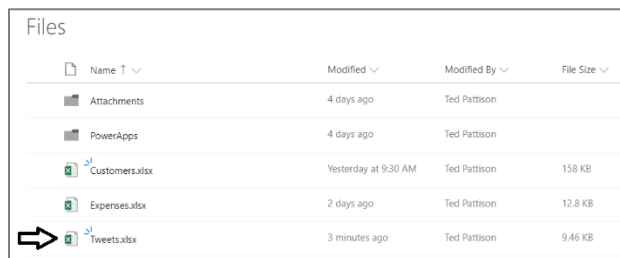 Files
Name ↑ Modified Modified By File Size
Attachments 4 days ago Ted Pattison
PowerApps 4 days ago Ted Pattison
Customers.xlsx Yesterday at 9:30 AM Ted Pattison 158 KB
Expenses.xlsx 2 days ago Ted Pattison 12.8 KB
Tweets.xlsx 3 minutes ago Ted Pattison 9.46 KB